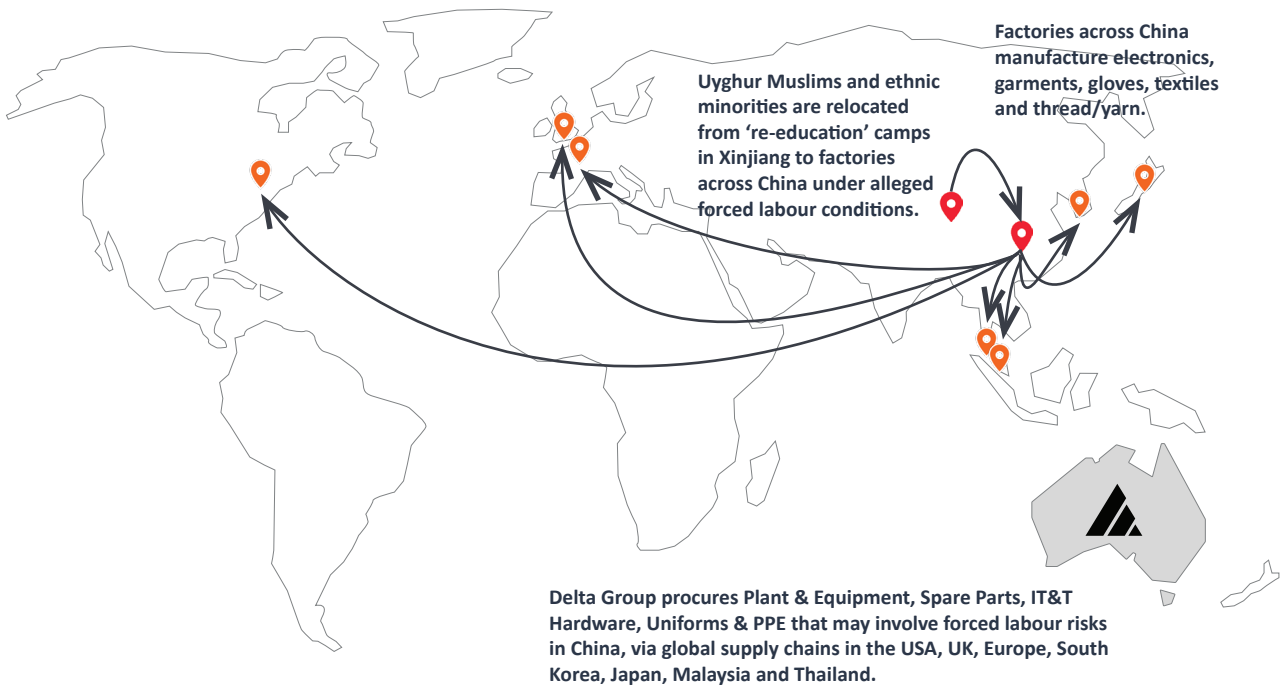 Factories across China
manufacture electronics,
garments, gloves, textiles
and thread/yarn.
Uyghur Muslims and ethnic
minorities are relocated
from ‘re-education’ camps
in Xinjiang to factories
across China under alleged
forced labour conditions.
Delta Group procures Plant & Equipment, Spare Parts, IT&T
Hardware, Uniforms & PPE that may involve forced labour risks
in China, via global supply chains in the USA, UK, Europe, South
Korea, Japan, Malaysia and Thailand.